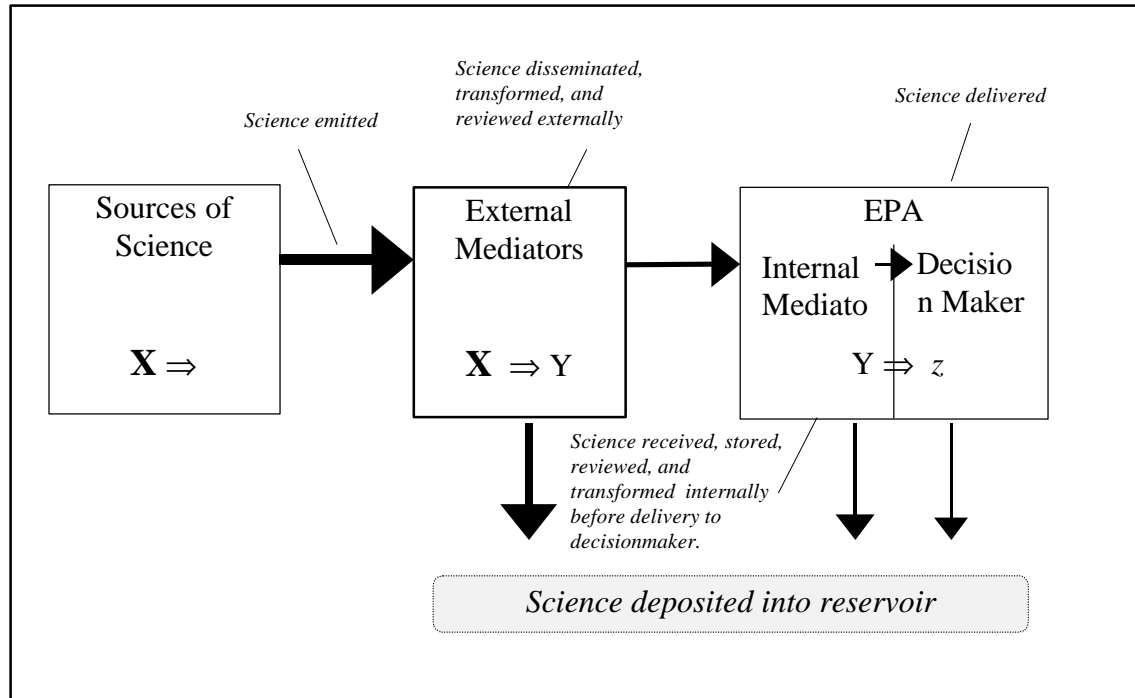 Science disseminated,
transformed, and
reviewed externally
Science delivered
Science emitted
Sources of
Science
X ⇒
External
Mediators
X ⇒ Y
EPA
Internal
Mediato
Decisio
n Maker
Y ⇒ z
Science received, stored,
reviewed, and
transformed internally
before delivery to
decisionmaker.
Science deposited into reservoir